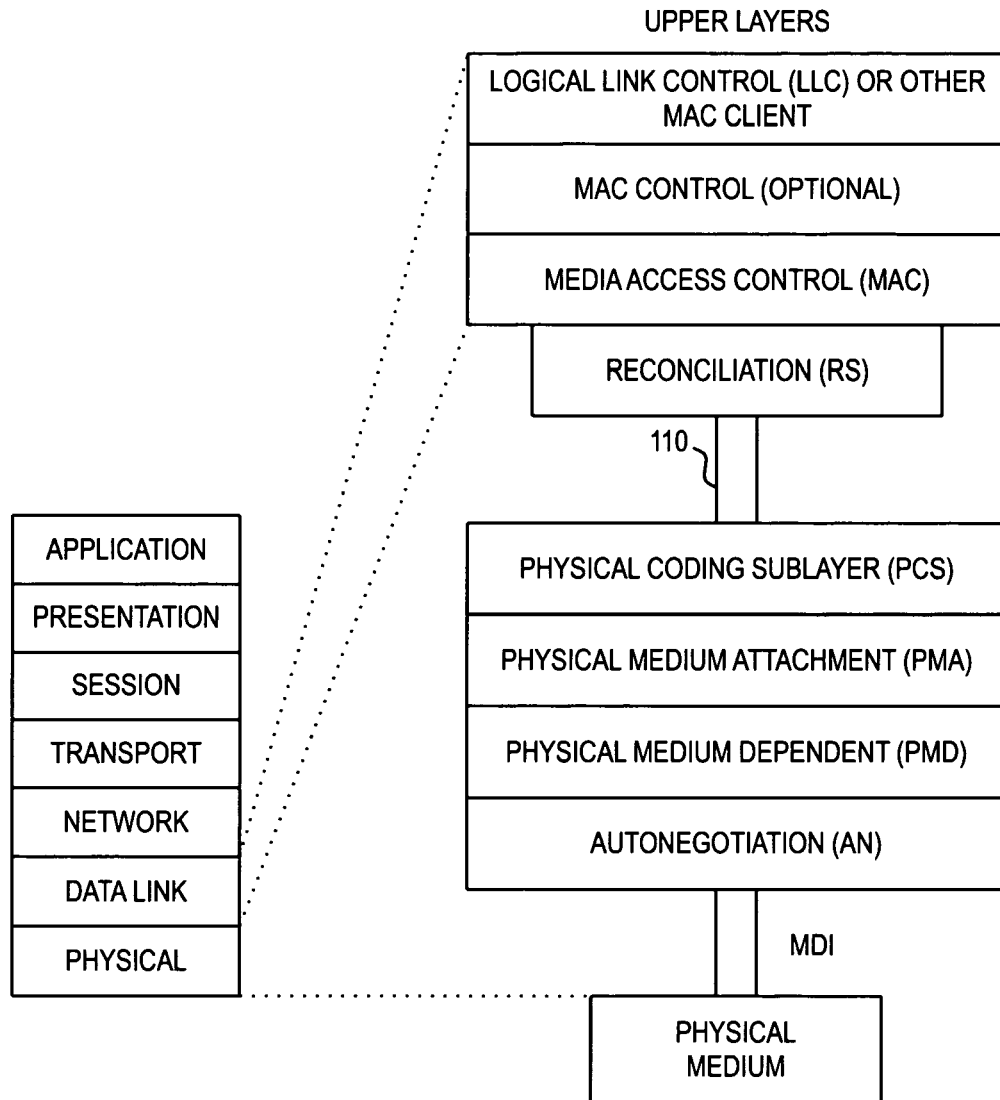 UPPER LAYERS
LOGICAL LINK CONTROL (LLC) OR OTHER
MAC CLIENT
MAC CONTROL (OPTIONAL)
MEDIA ACCESS CONTROL (MAC)
RECONCILIATION (RS)
110
PHYSICAL CODING SUBLAYER (PCS)
PHYSICAL MEDIUM ATTACHMENT (PMA)
PHYSICAL MEDIUM DEPENDENT (PMD)
AUTONEGOTIATION (AN)
MDI
PHYSICAL
MEDIUM
APPLICATION
PRESENTATION
SESSION
TRANSPORT
NETWORK
DATA LINK
PHYSICAL